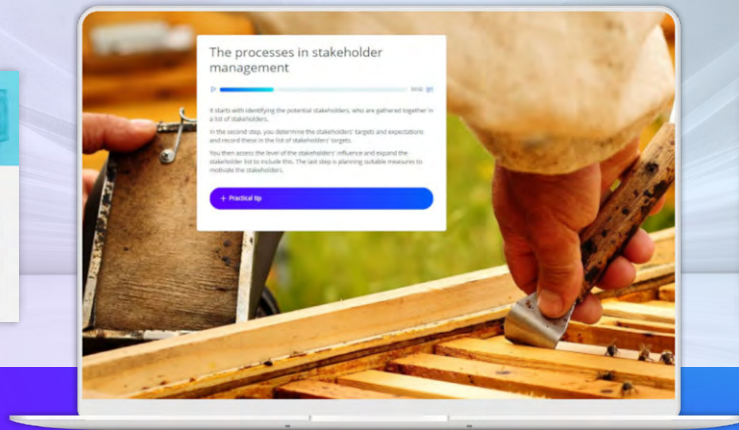 The processes in stakeholder
management
It starts with identifying the potential stakeholders, who are gathered together in
a list of stakeholders.
In the second step, you determine the stakeholders' targets and expectations
and record these in the list of stakeholders' targets.
You then assess the level of the stakeholders' influence and expand the
stakeholder list to include this. The last step is planning suitable measures to
motivate the stakeholders.
+ Practical tip